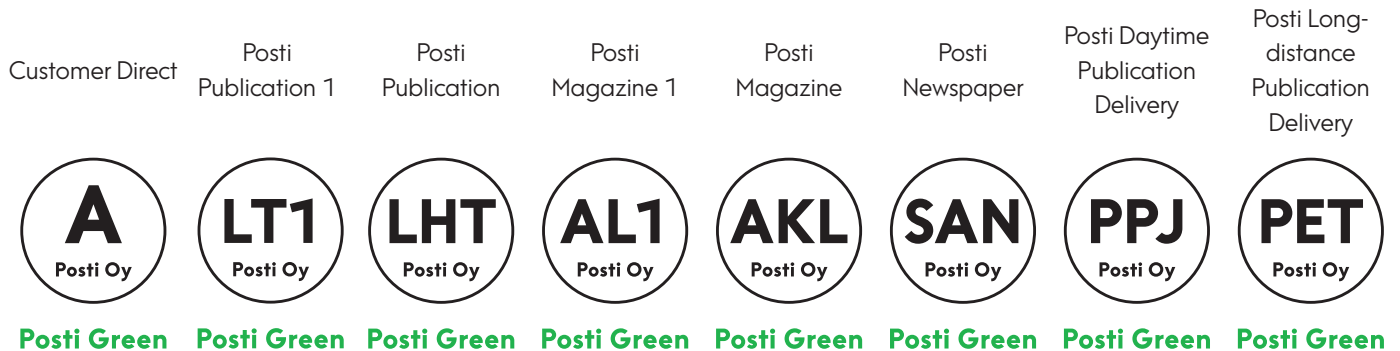 Customer Direct
Posti
Publication 1
Posti
Publication
Posti
Magazine 1
Posti
Magazine
Posti
Newspaper
Posti Daytime
Publication
Delivery
Posti Long-
distance
Publication
Delivery
A
Posti Oy
LT1
Posti Oy
LHT
Posti Oy
AL1
Posti Oy
AKL
Posti Oy
SAN
Posti Oy
PPJ
Posti Oy
PET
Posti Oy
Posti Green
Posti Green
Posti Green
Posti Green
Posti Green
Posti Green
Posti Green
Posti Green